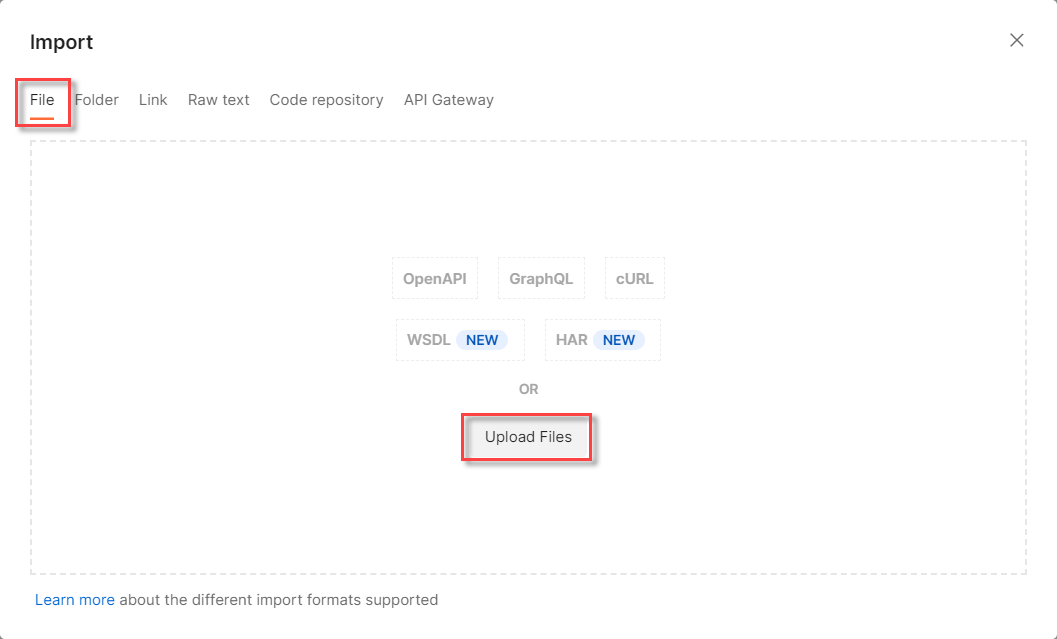 Import
File Folder Link Raw text Code repository API Gateway
OpenAPI GraphQL cURL
WSDL NEW HAR NEW
OR
Upload Files
Learn more about the different import formats supported